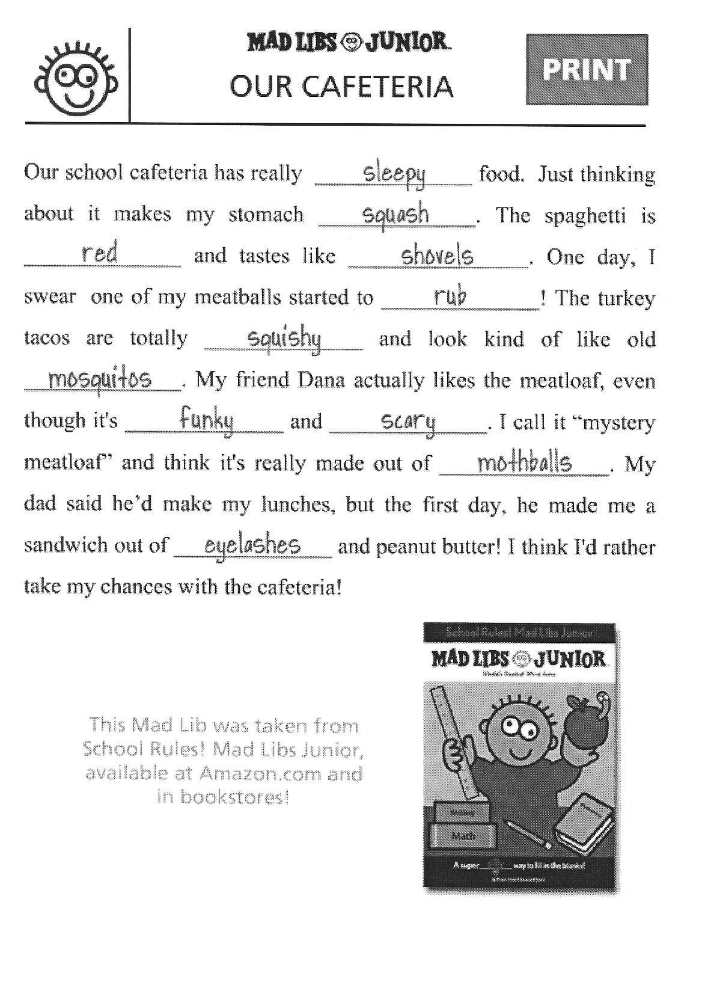 MAD LIBS JUNIOR
OUR CAFETERIA
PRINT
Our school cafeteria has really sleepy food. Just thinking
about it makes my stomach squash. The spaghetti is
red and tastes like shovels. One day, I
swear one of my meatballs started to rub! The turkey
tacos are totally squishy and look kind of like old
mosquitos. My friend Dana actually likes the meatloaf, even
though it's funky and scary. I call it “mystery
meatloaf” and think it's really made out of mothballs. My
dad said he’d make my lunches, but the first day, he made me a
sandwich out of eyelashes and peanut butter! I think I'd rather
take my chances with the cafeteria!
This Mad Lib was taken from
School Rules! Mad Libs Junior,
available at Amazon.com and
in bookstores!
School Rules! Mad Libs Junior
MAD LIBS JUNIOR
World's Greatest Word Game
Writing
Math
A super silly way to fill in the blanks!